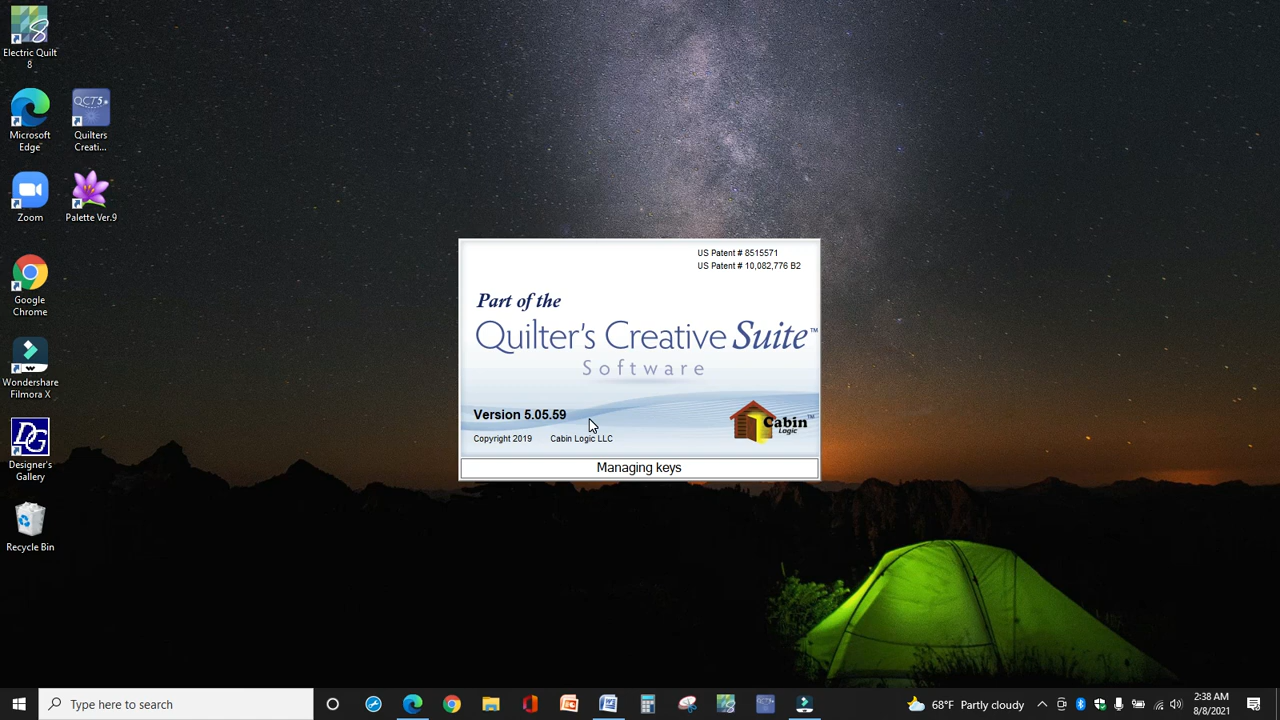 Electric Quilt
8
Microsoft
Edge
QCT5
Quilters
Creati...
Zoom
Palette Ver.9
Google
Chrome
Wondershare
Filmora X
DG
Designer's
Gallery
Recycle Bin
US Patent # 8515571
US Patent # 10,082,776 B2
Part of the
Quilter's Creative Suite™
Software
Version 5.05.59
Copyright 2019 Cabin Logic LLC
Cabin™
Logic
Managing keys
Type here to search
68°F Partly cloudy
2:38 AM
8/8/2021